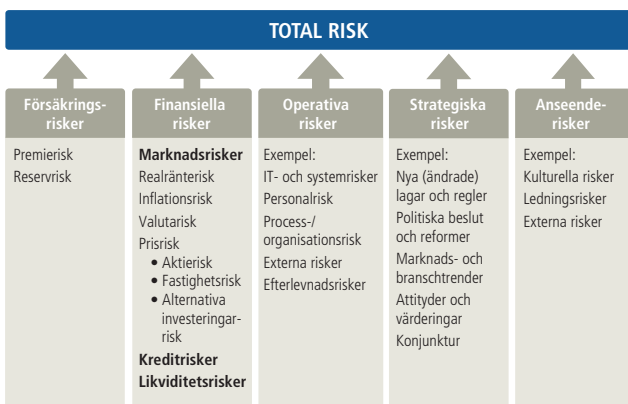 TOTAL RISK
Försäkrings-
risker
Premierisk
Reservrisk
Finansiella
risker
Marknadsrisker
Realränterisk
Inflationsrisk
Valutarisk
Prisrisk
• Aktierisk
• Fastighetsrisk
• Alternativa
investeringar-
risk
Kreditrisker
Likviditetsrisker
Operativa
risker
Exempel:
IT- och systemrisker
Personalrisk
Process-/
organisationsrisk
Externa risker
Efterlevnadsrisker
Strategiska
risker
Exempel:
Nya (ändrade)
lagar och regler
Politiska beslut
och reformer
Marknads- och
branschtrender
Attityder och
värderingar
Konjunktur
Anseende-
risker
Exempel:
Kulturella risker
Ledningsrisker
Externa risker